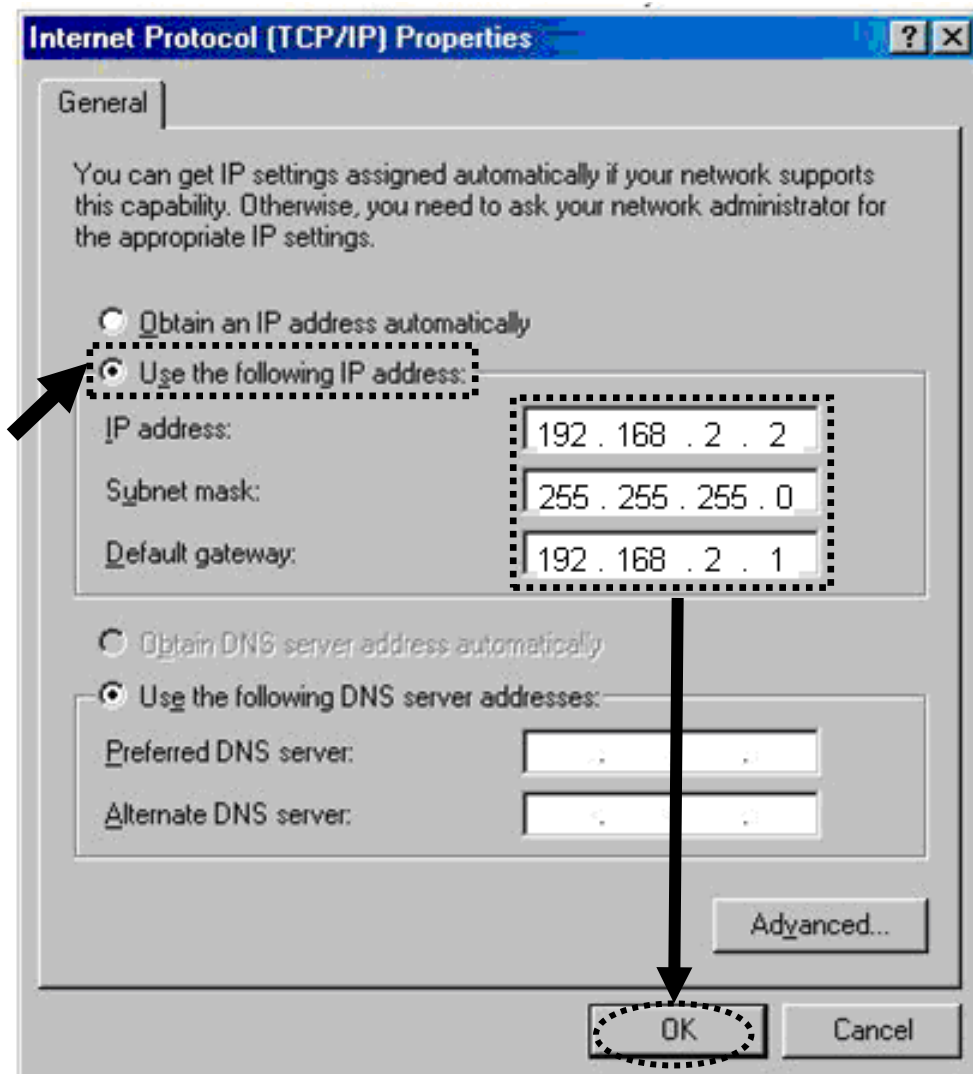 Internet Protocol (TCP/IP) Properties
General
You can get IP settings assigned automatically if your network supports
this capability. Otherwise, you need to ask your network administrator for
the appropriate IP settings.
Obtain an IP address automatically
Use the following IP address:
IP address: 192 . 168 . 2 . 2
Subnet mask: 255 . 255 . 255 . 0
Default gateway: 192 . 168 . 2 . 1
Obtain DNS server address automatically
Use the following DNS server addresses:
Preferred DNS server:
Alternate DNS server:
Advanced...
OK Cancel